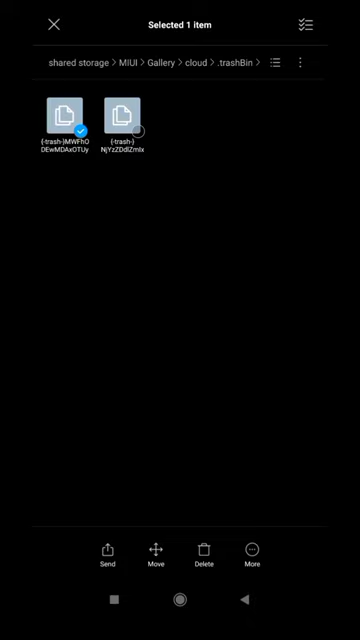 Selected 1 item
shared storage > MIUI > Gallery > cloud > .trashBin >
{-trash-}MWFhO
DEwMDAxOTUy
{-trash-}
NjYzZDdlZmIx
Send Move Delete More